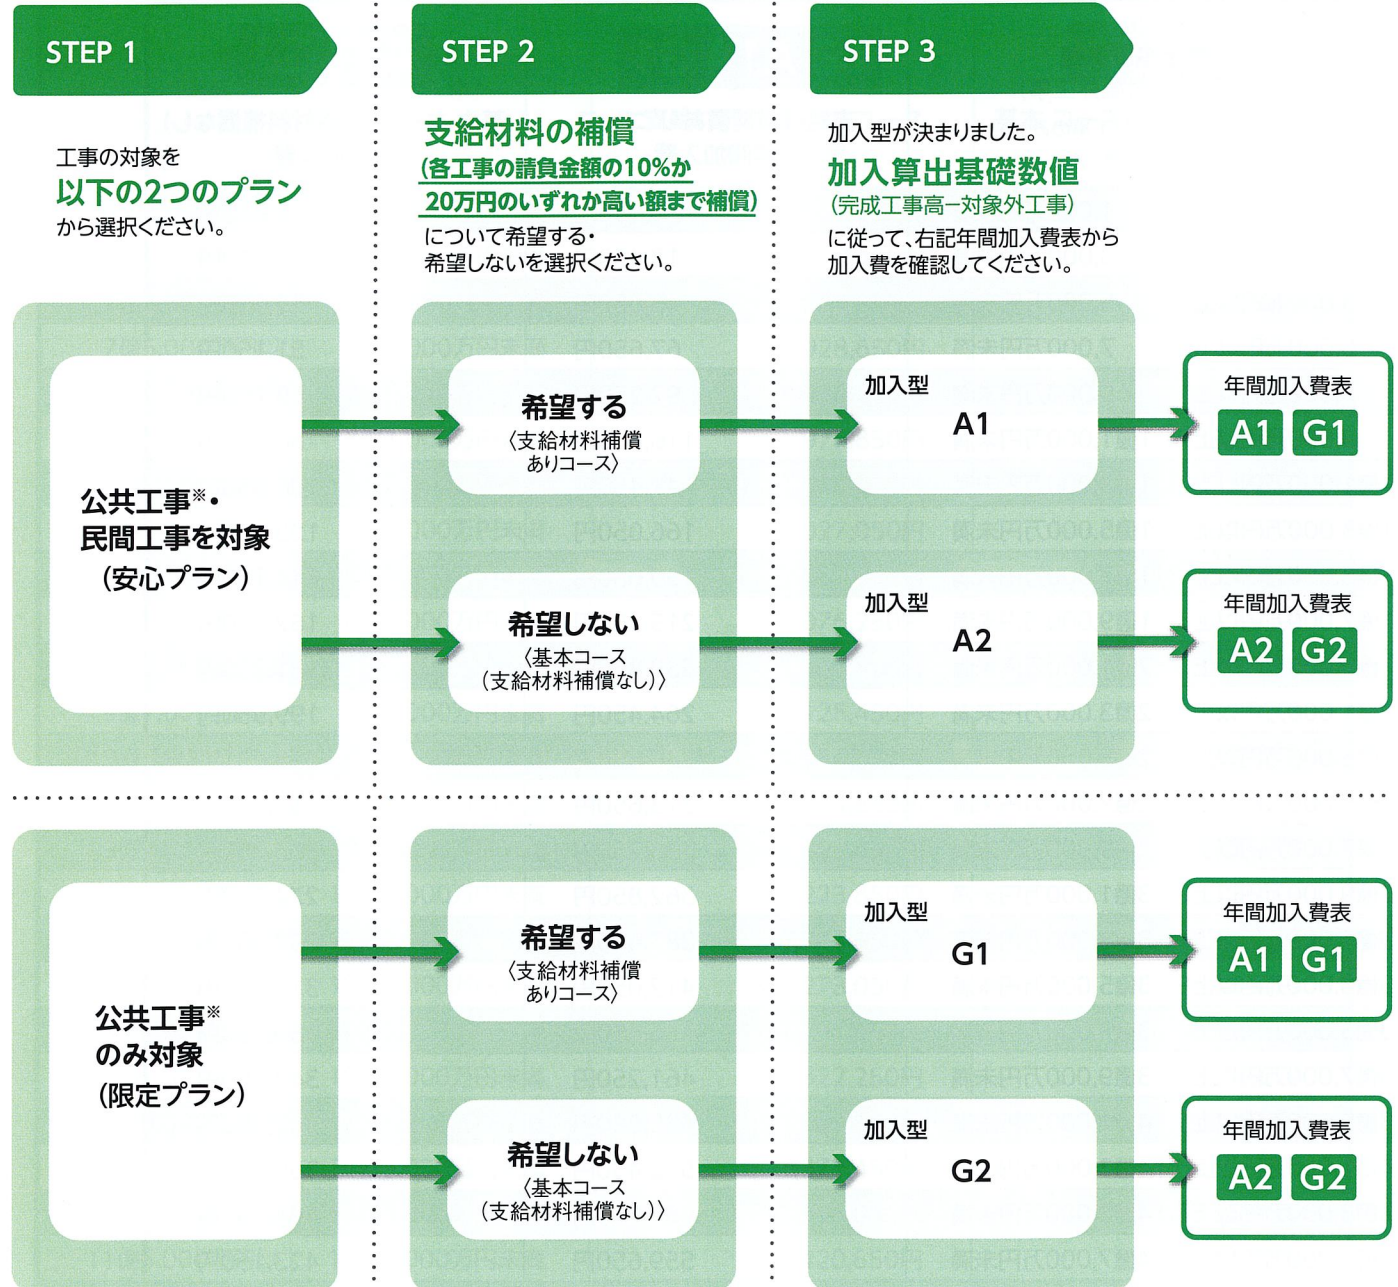 STEP 1
工事の対象を
以下の2つのプラン
から選択ください。
STEP 2
支給材料の補償
(各工事の請負金額の10%か
20万円のいずれか高い額まで補償)
について希望する・
希望しないを選択ください。
STEP 3
加入型が決まりました。
加入算出基礎数値
(完成工事高−対象外工事)
に従って、右記年間加入費表から
加入費を確認してください。
公共工事※・
民間工事を対象
(安心プラン)
希望する
〈支給材料補償
ありコース〉
加入型
A1
年間加入費表
A1 G1
希望しない
〈基本コース
(支給材料補償なし)〉
加入型
A2
年間加入費表
A2 G2
公共工事※
のみ対象
(限定プラン)
希望する
〈支給材料補償
ありコース〉
加入型
G1
年間加入費表
A1 G1
希望しない
〈基本コース
(支給材料補償なし)〉
加入型
G2
年間加入費表
A2 G2